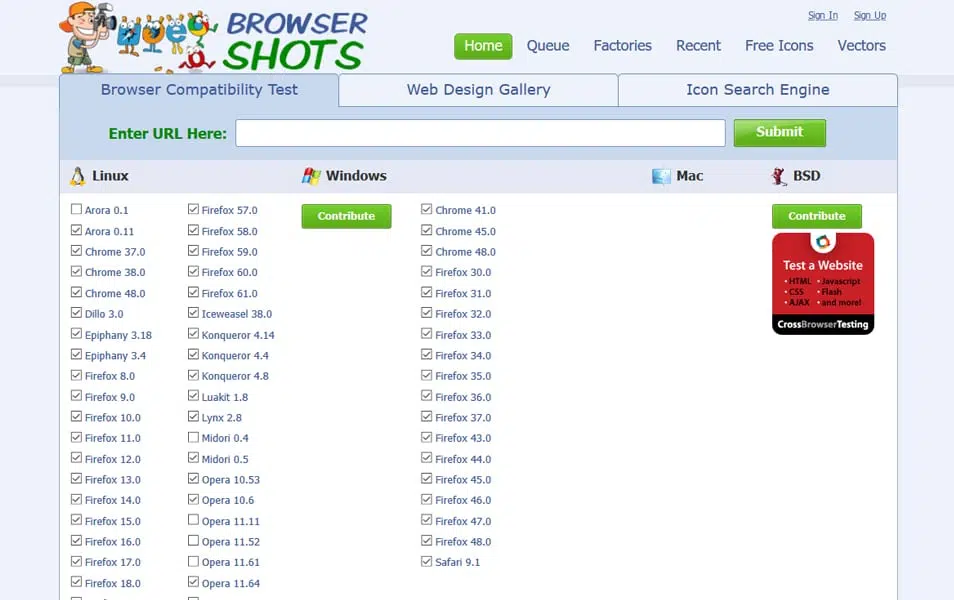 Sign In Sign Up
BROWSER
SHOTS
Home Queue Factories Recent Free Icons Vectors
Browser Compatibility Test Web Design Gallery Icon Search Engine
Enter URL Here: Submit
Linux Windows Mac BSD
Arora 0.1
Arora 0.11
Chrome 37.0
Chrome 38.0
Chrome 48.0
Dillo 3.0
Epiphany 3.18
Epiphany 3.4
Firefox 8.0
Firefox 9.0
Firefox 10.0
Firefox 11.0
Firefox 12.0
Firefox 13.0
Firefox 14.0
Firefox 15.0
Firefox 16.0
Firefox 17.0
Firefox 18.0
Firefox 57.0
Firefox 58.0
Firefox 59.0
Firefox 60.0
Firefox 61.0
Iceweasel 38.0
Konqueror 4.14
Konqueror 4.4
Konqueror 4.8
Luakit 1.8
Lynx 2.8
Midori 0.4
Midori 0.5
Opera 10.53
Opera 10.6
Opera 11.11
Opera 11.52
Opera 11.61
Opera 11.64
Contribute
Chrome 41.0
Chrome 45.0
Chrome 48.0
Firefox 30.0
Firefox 31.0
Firefox 32.0
Firefox 33.0
Firefox 34.0
Firefox 35.0
Firefox 36.0
Firefox 37.0
Firefox 43.0
Firefox 44.0
Firefox 45.0
Firefox 46.0
Firefox 47.0
Firefox 48.0
Safari 9.1
Contribute
Test a Website
• HTML • Javascript
• CSS • Flash
• AJAX • and more!
CrossBrowserTesting